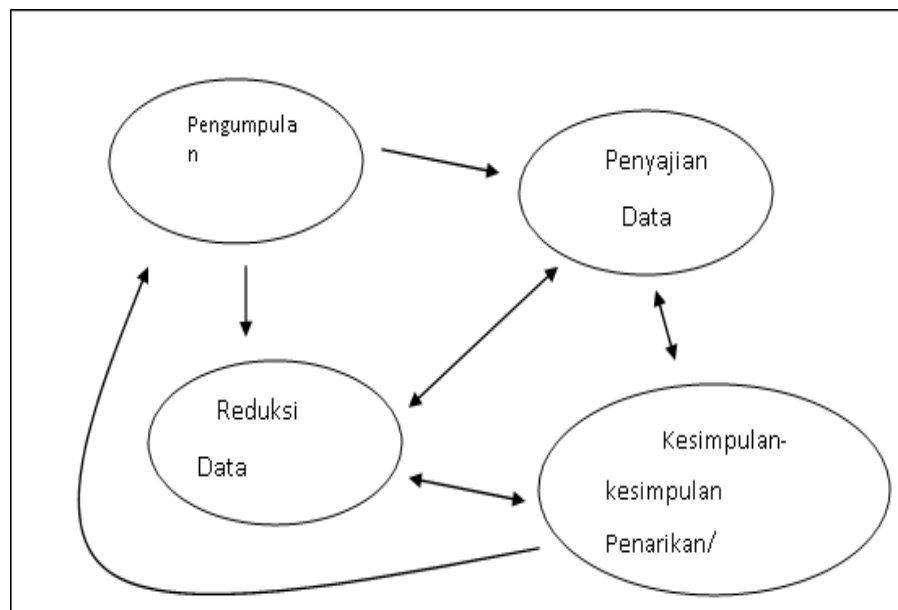 Pengumpula
n
Penyajian
Data
Reduksi
Data
Kesimpulan-
kesimpulan
Penarikan/